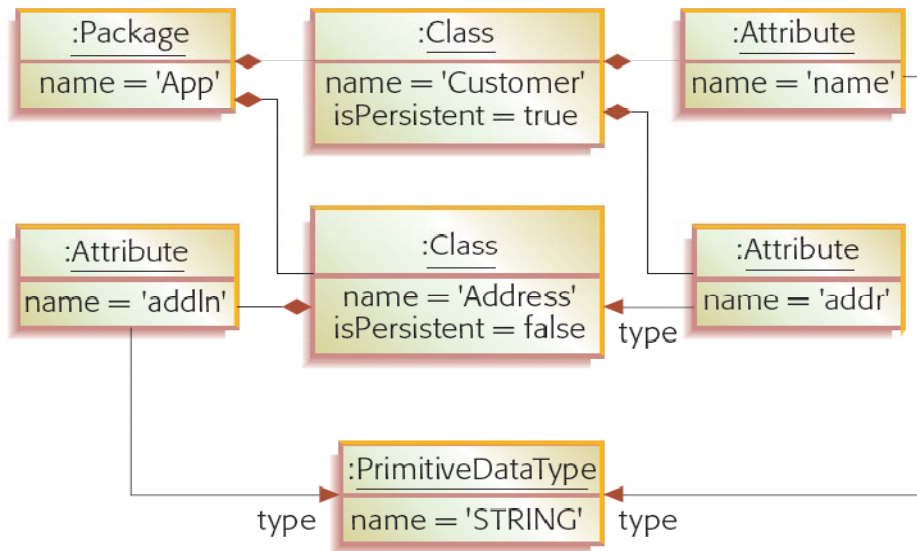 :Package
name = 'App'
:Class
name = 'Customer'
isPersistent = true
:Attribute
name = 'name'
:Attribute
name = 'addln'
:Class
name = 'Address'
isPersistent = false
type
:Attribute
name = 'addr'
:PrimitiveDataType
name = 'STRING'
type
type